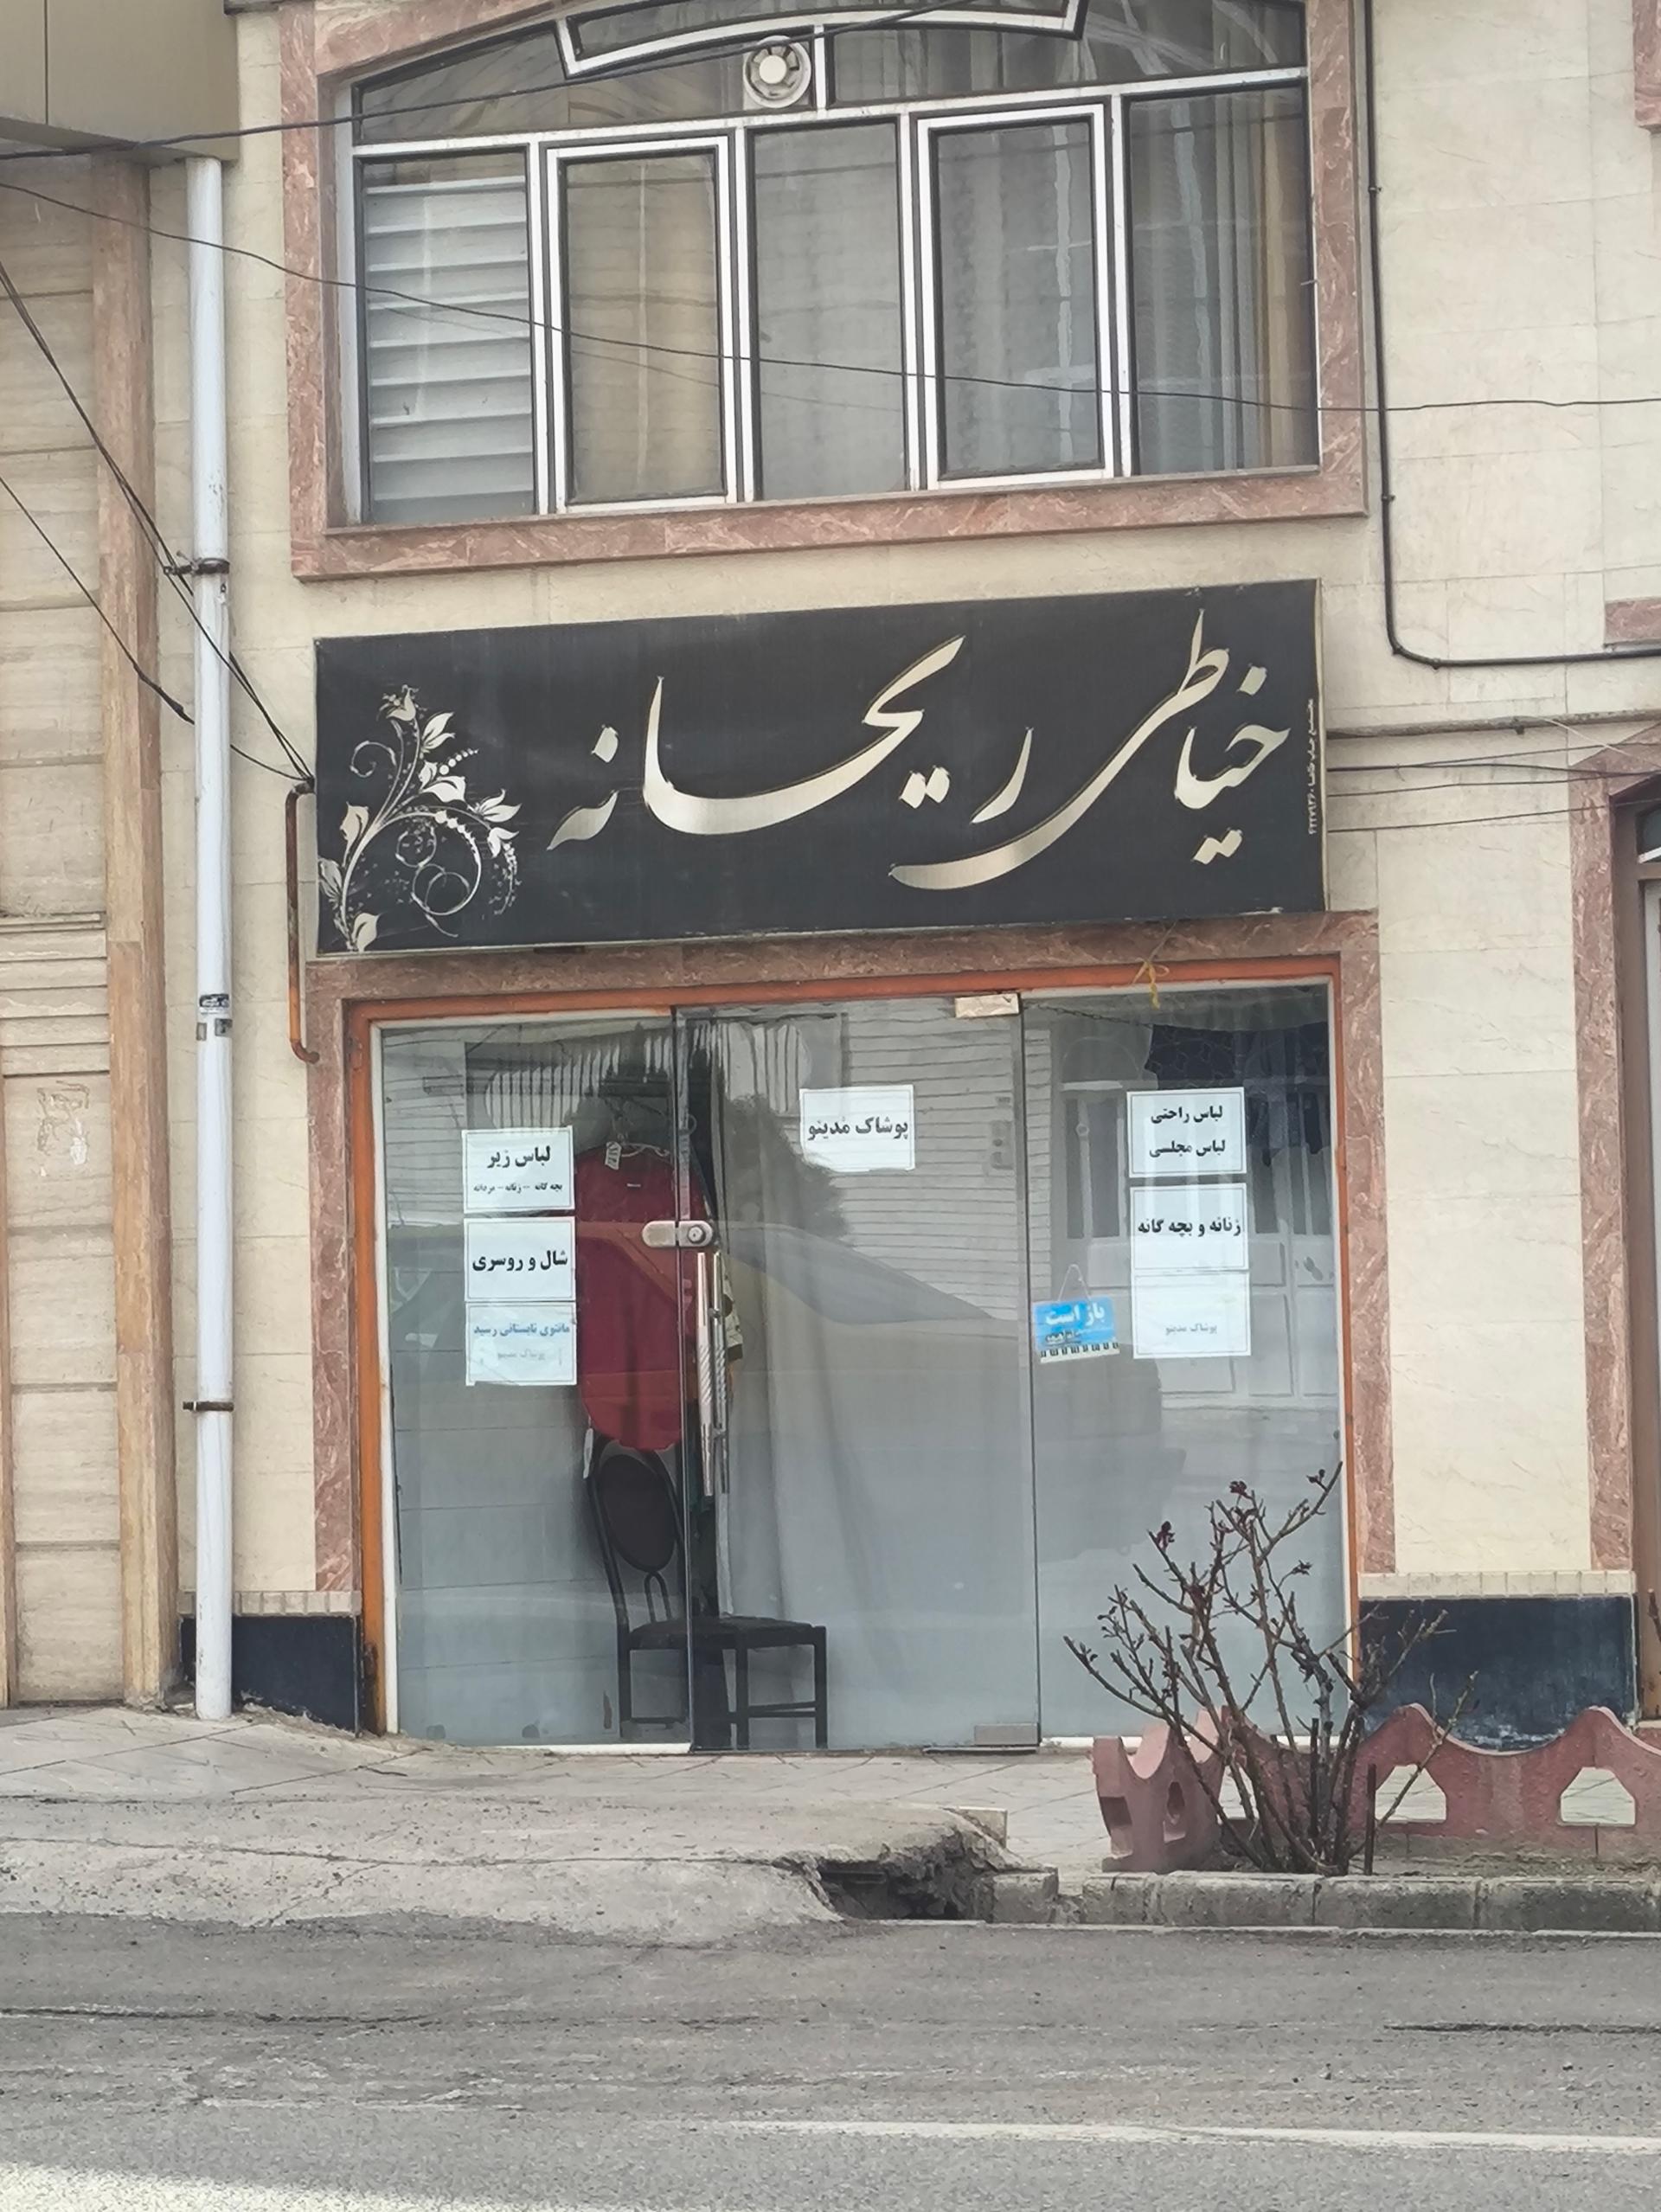 خیاطی ریحانه
پوشاک مُدینو
لباس راحتی
لباس مجلسی
زنانه و بچه گانه
پوشاک مدینو
باز است
لباس زیر
بچه گانه -- زنانه -- مردانه
شال و روسری
مانتوی تابستانی رسید
پوشاک مدینو